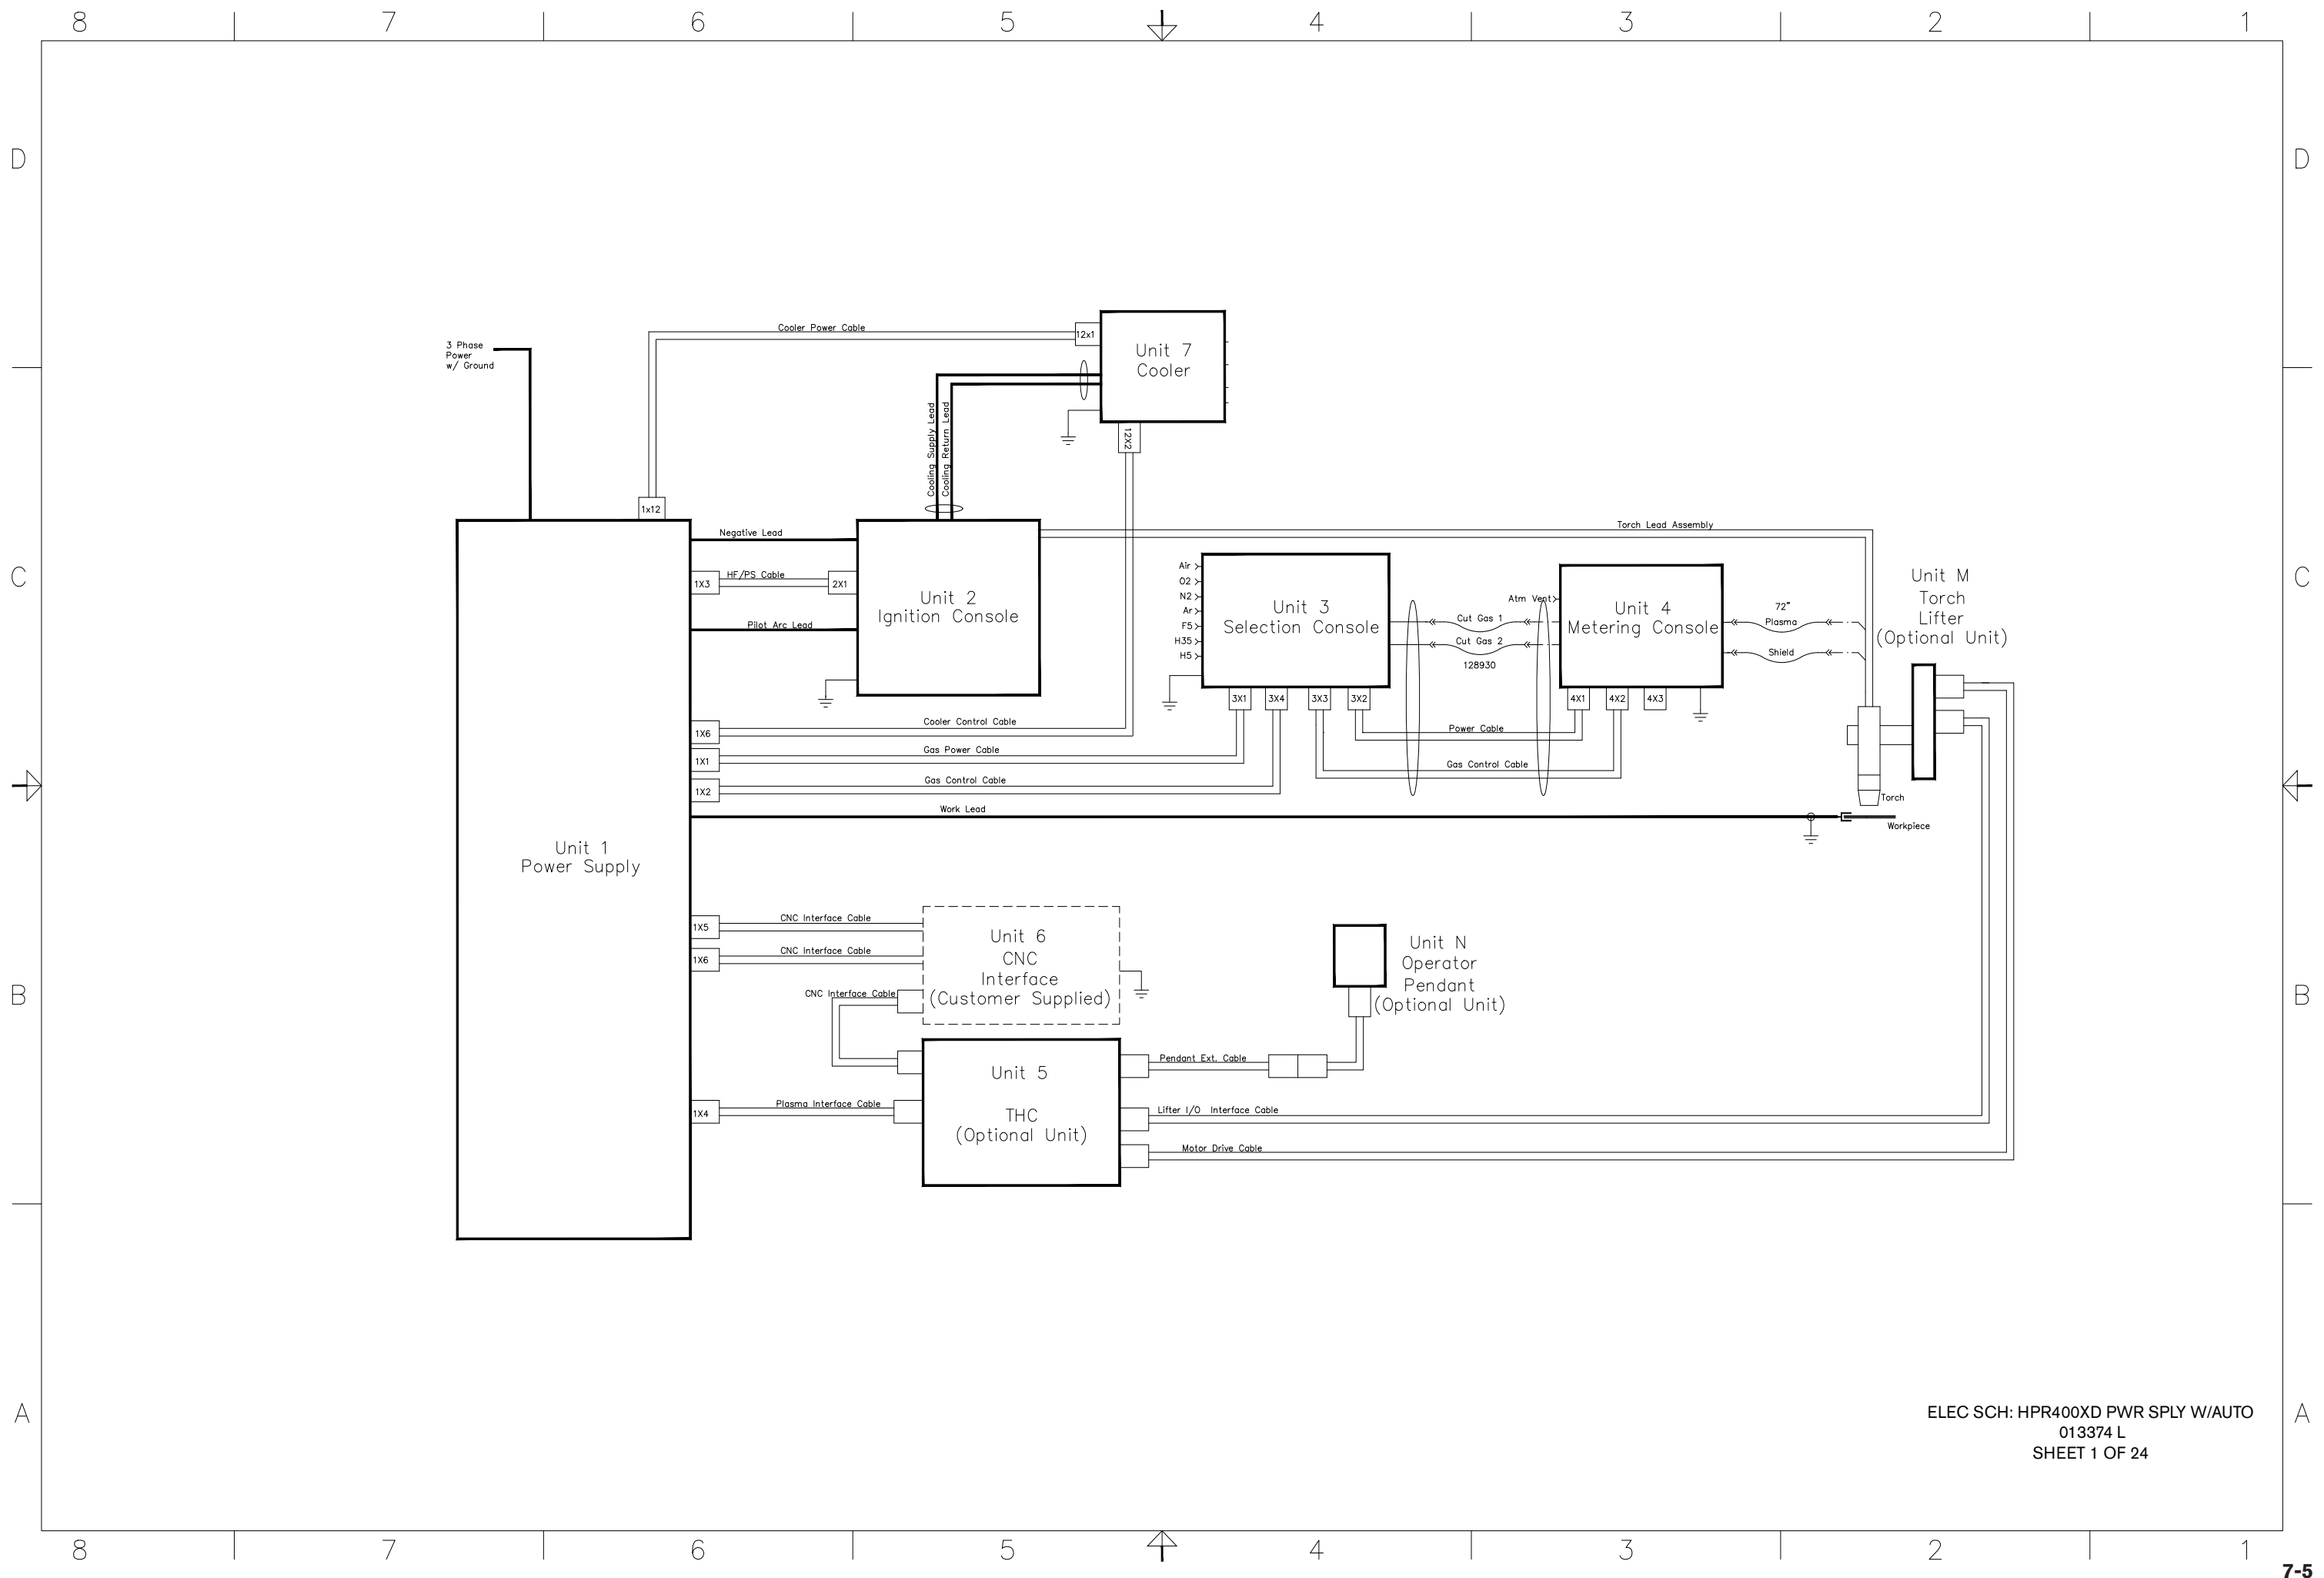 8 7 6 5 4 3 2 1
D D
Cooler Power Cable
12x1
Unit 7
Cooler
3 Phase
Power
w/ Ground
Cooling Supply Lead
Cooling Return Lead
12X2
1x12
Negative Lead
Torch Lead Assembly
C C
1X3 HF/PS Cable 2X1
Pilot Arc Lead
Unit 2
Ignition Console
Air
O2
N2
Ar
F5
H35
H5
Unit 3
Selection Console
Cut Gas 1
Cut Gas 2
128930
Atm Vent
Unit 4
Metering Console
72"
Plasma
Shield
Unit M
Torch
Lifter
(Optional Unit)
3X1 3X4 3X3 3X2
4X1 4X2 4X3
1X6 Cooler Control Cable
Power Cable
1X1 Gas Power Cable
Gas Control Cable
1X2 Gas Control Cable
Torch
Work Lead
Workpiece
Unit 1
Power Supply
1X5 CNC Interface Cable
1X6 CNC Interface Cable
CNC Interface Cable
Unit 6
CNC
Interface
(Customer Supplied)
Unit N
Operator
Pendant
(Optional Unit)
B B
Pendant Ext. Cable
Unit 5
THC
(Optional Unit)
1X4 Plasma Interface Cable
Lifter I/O Interface Cable
Motor Drive Cable
A A
ELEC SCH: HPR400XD PWR SPLY W/AUTO
013374 L
SHEET 1 OF 24
8 7 6 5 4 3 2 1
7-5